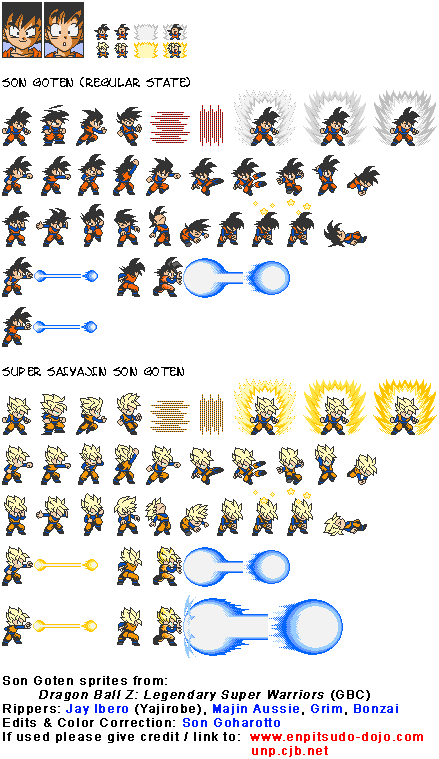 SON GOTEN (REGULAR STATE)
SUPER SAIYAJIN SON GOTEN
Son Goten sprites from:
Dragon Ball Z: Legendary Super Warriors (GBC)
Rippers: Jay Ibero (Yajirobe), Majin Aussie, Grim, Bonzai
Edits & Color Correction: Son Goharotto
If used please give credit / link to: www.enpitsudo-dojo.com
unp.cjb.net